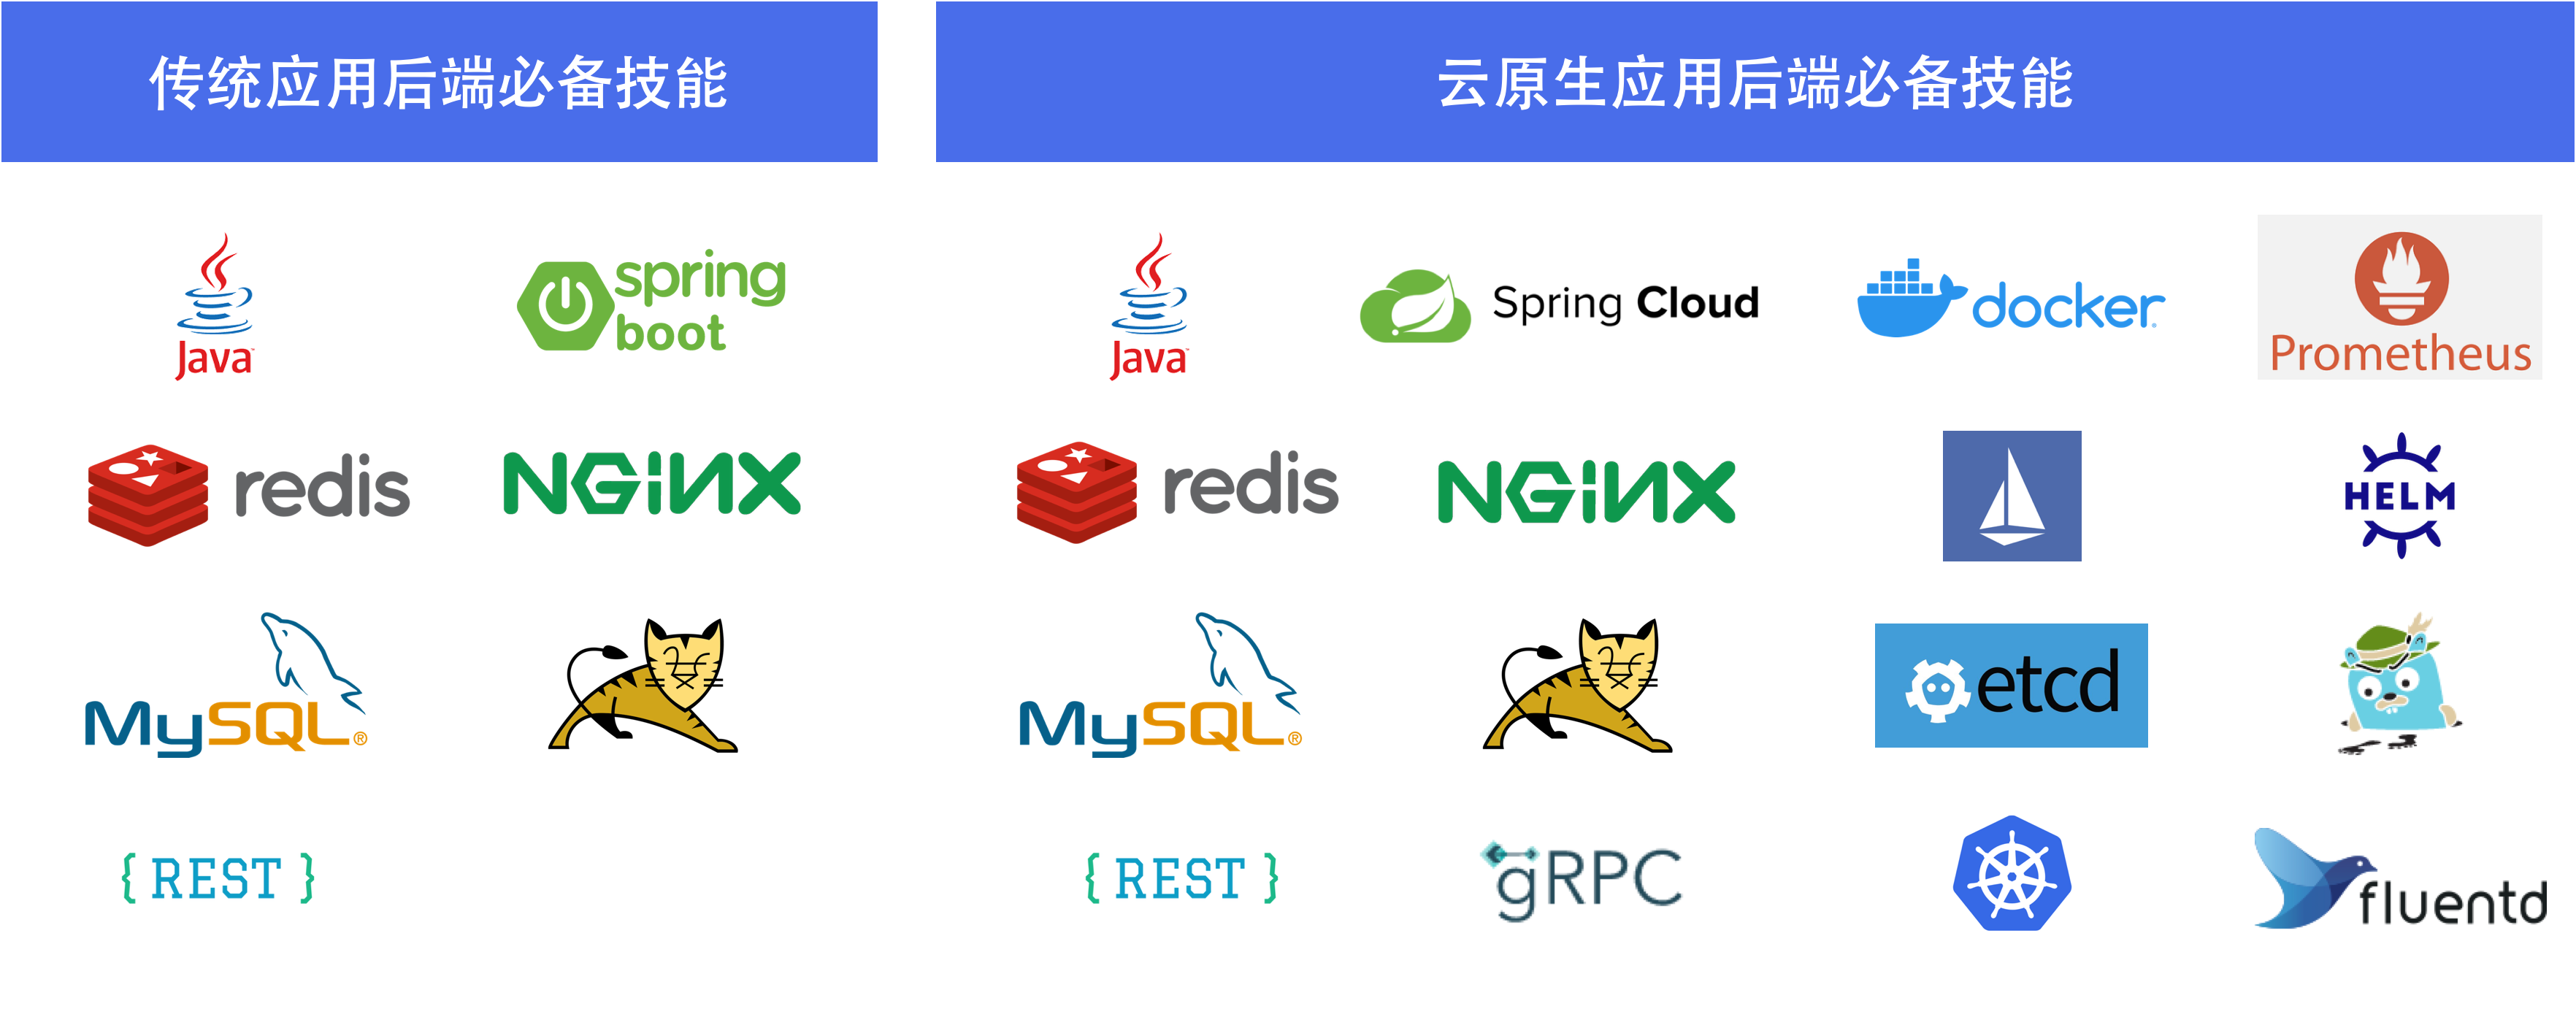 传统应用后端必备技能
云原生应用后端必备技能
Java™
spring
boot
Java™
Spring Cloud
docker
Prometheus
redis
NGINX
redis
NGINX
HELM
MySQL®
MySQL®
etcd
{ REST }
{ REST }
gRPC
fluentd